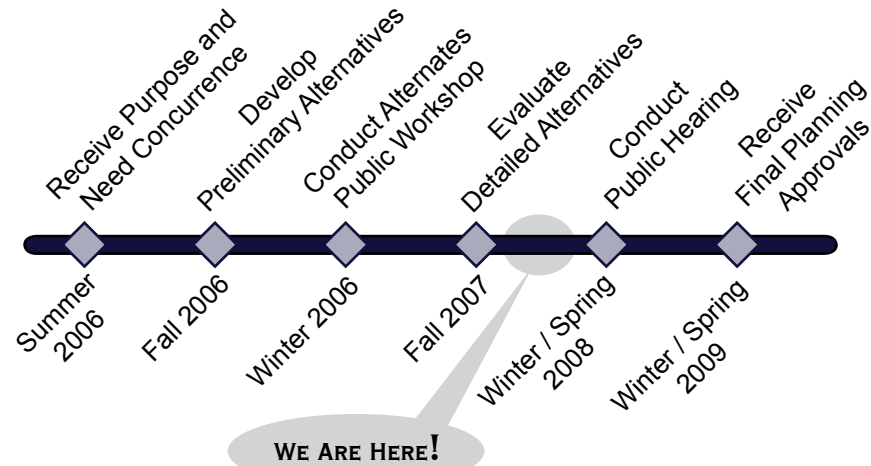 Receive Purpose and
Need Concurrence
Develop
Preliminary Alternatives
Conduct Alternates
Public Workshop
Evaluate
Detailed Alternatives
Conduct
Public Hearing
Receive
Final Planning
Approvals
Summer
2006
Fall 2006
Winter 2006
Fall 2007
Winter / Spring
2008
Winter / Spring
2009
WE ARE HERE!